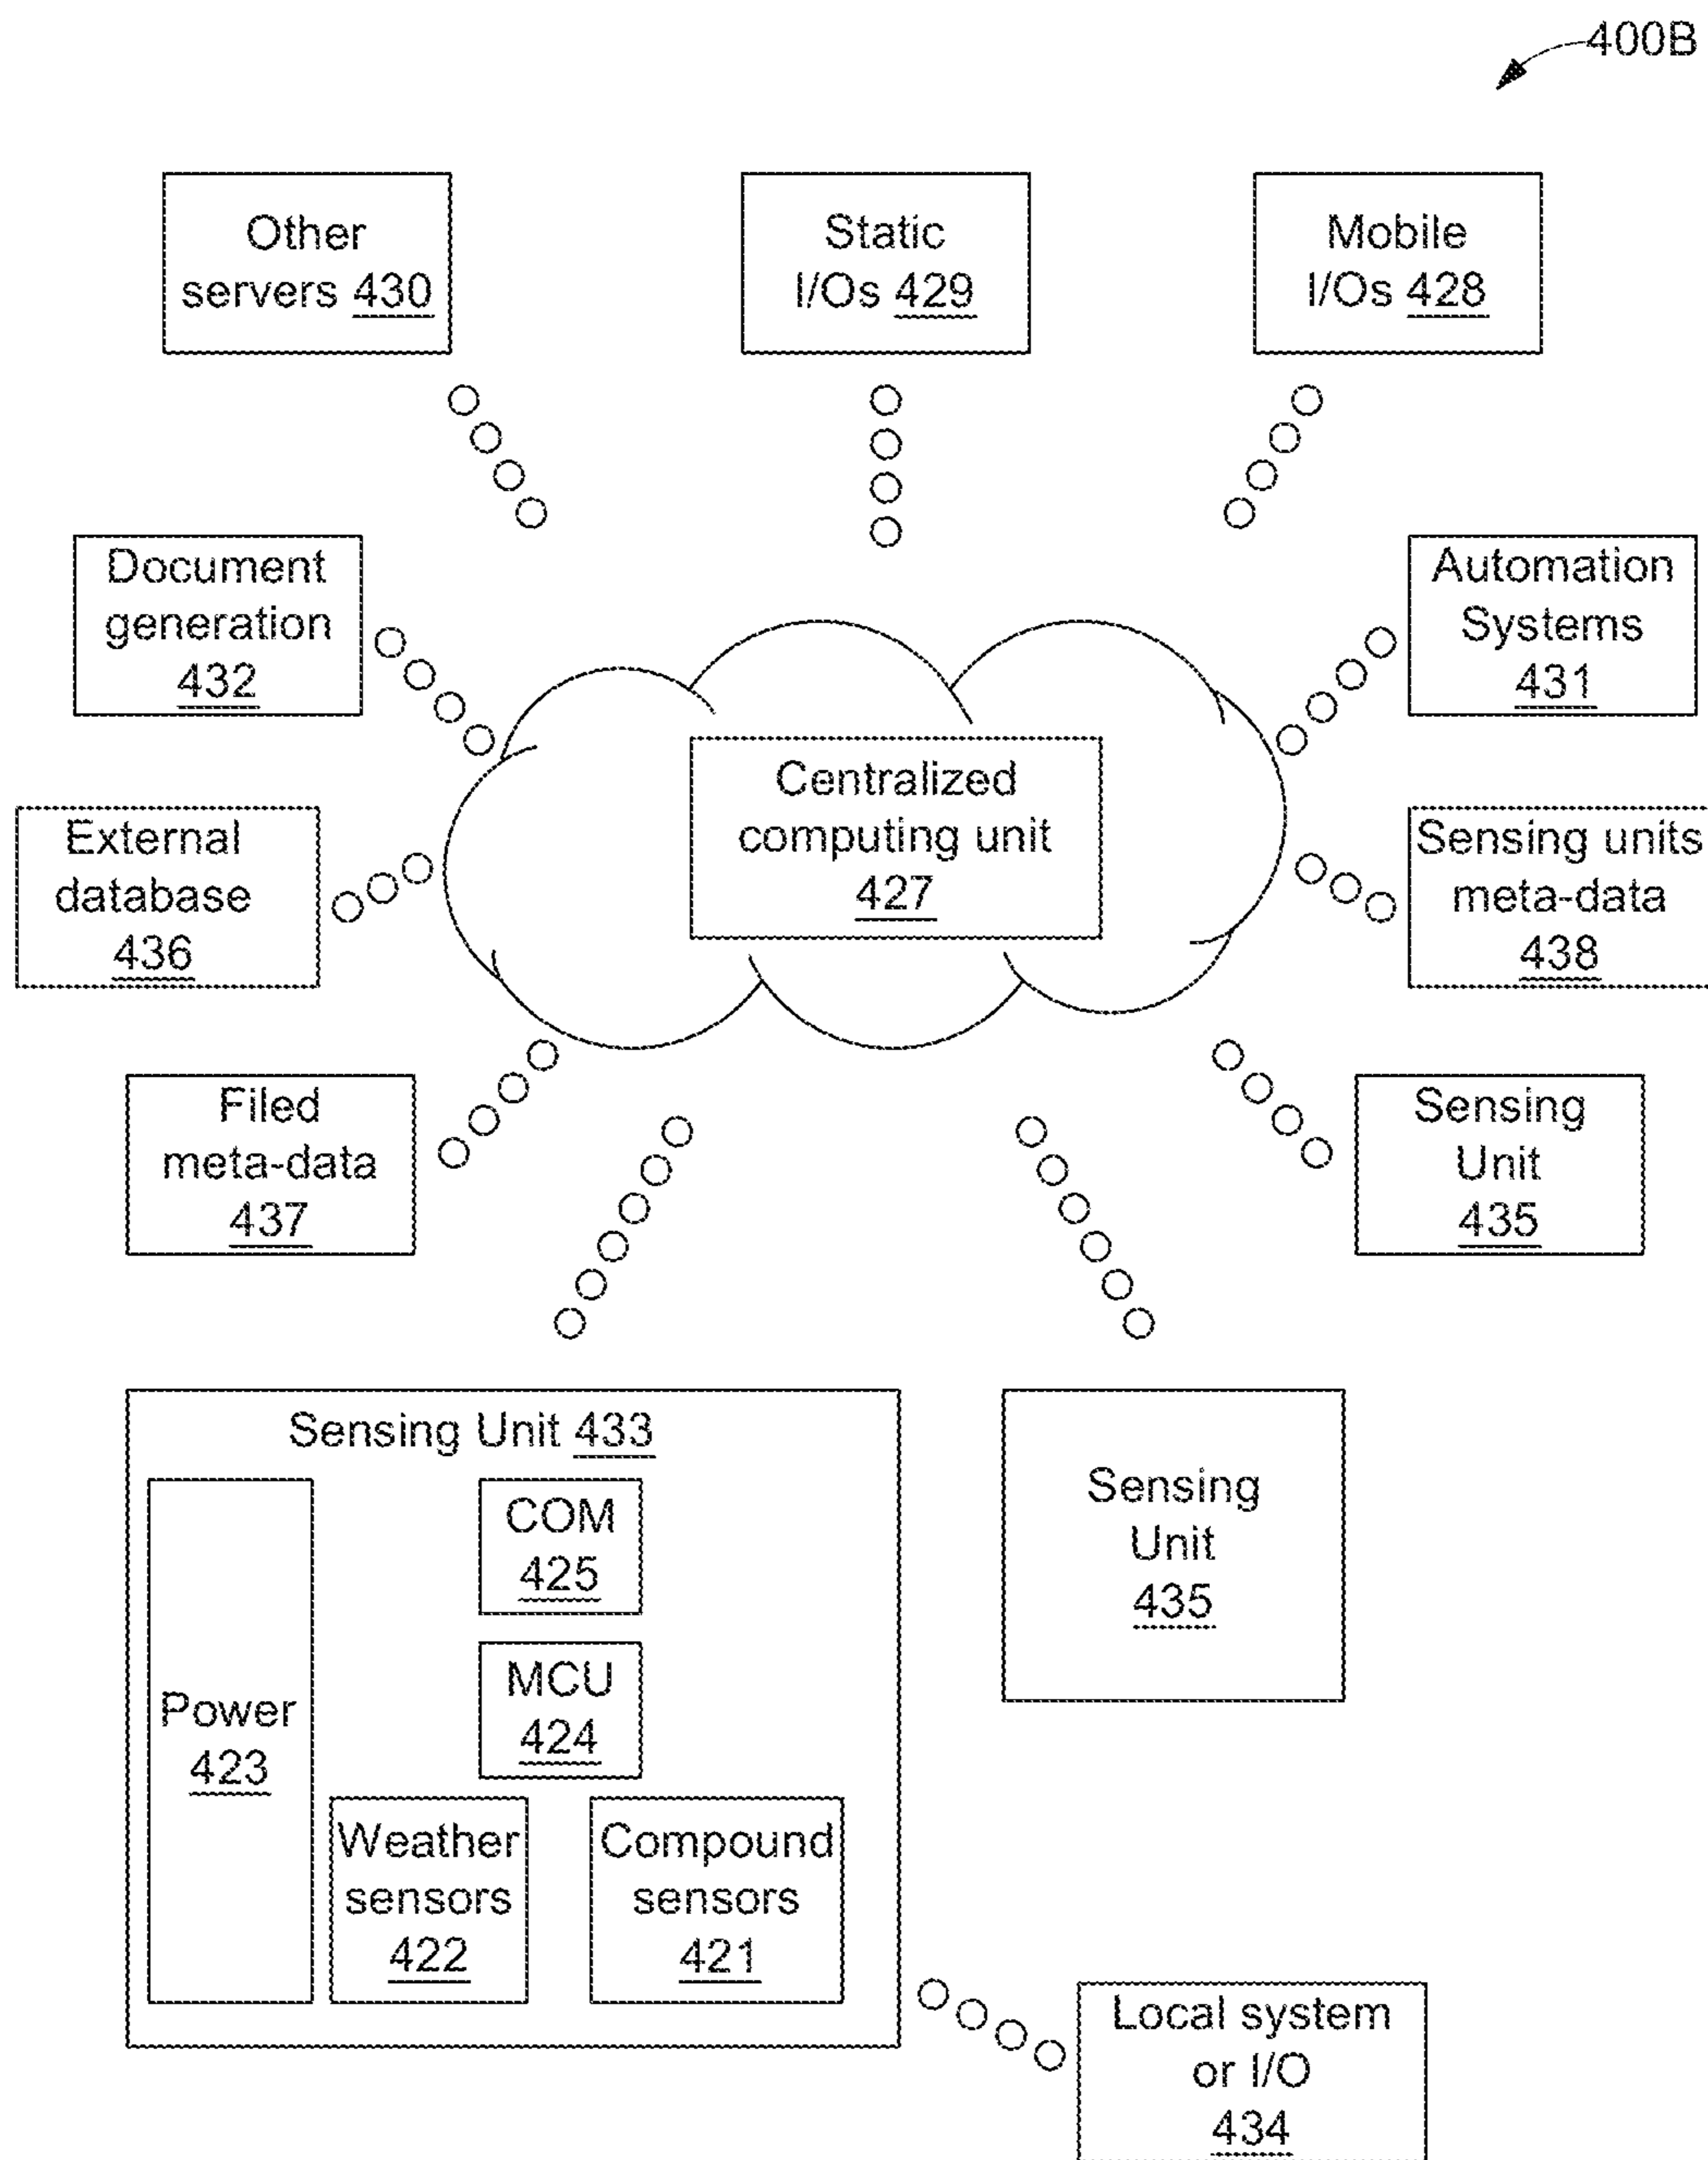 400B
Other
servers 430
Static
I/Os 429
Mobile
I/Os 428
Document
generation
432
Automation
Systems
431
Centralized
computing unit
427
External
database
436
Sensing units
meta-data
438
Filed
meta-data
437
Sensing
Unit
435
Sensing Unit 433
COM
425
MCU
424
Power
423
Weather
sensors
422
Compound
sensors
421
Sensing
Unit
435
Local system
or I/O
434